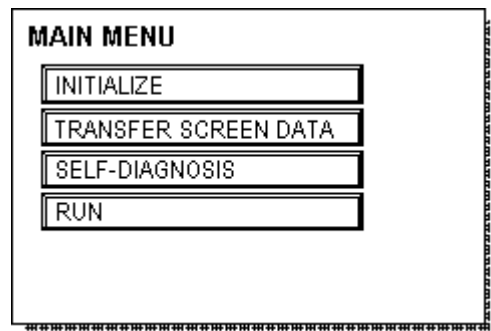 MAIN MENU
INITIALIZE
TRANSFER SCREEN DATA
SELF-DIAGNOSIS
RUN